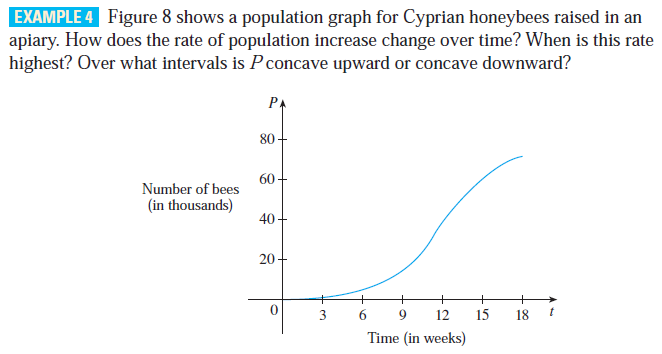 EXAMPLE 4 Figure 8 shows a population graph for Cyprian honeybees raised in an
apiary. How does the rate of population increase change over time? When is this rate
highest? Over what intervals is P concave upward or concave downward?
P
80
60
Number of bees
(in thousands)
40
20
0
3 6 9 12 15 18 t
Time (in weeks)